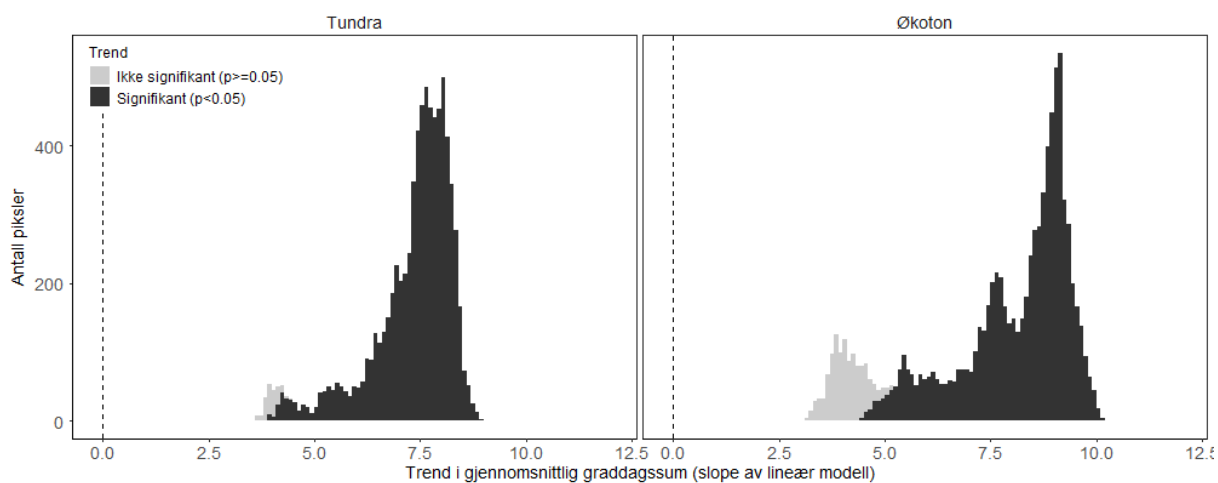 Tundra
Økoton
Trend
Ikke signifikant (p>=0.05)
Signifikant (p<0.05)
Antall piksler
400
200
0
0.0 2.5 5.0 7.5 10.0 12.5
0.0 2.5 5.0 7.5 10.0 12.5
Trend i gjennomsnittlig graddagssum (slope av lineær modell)